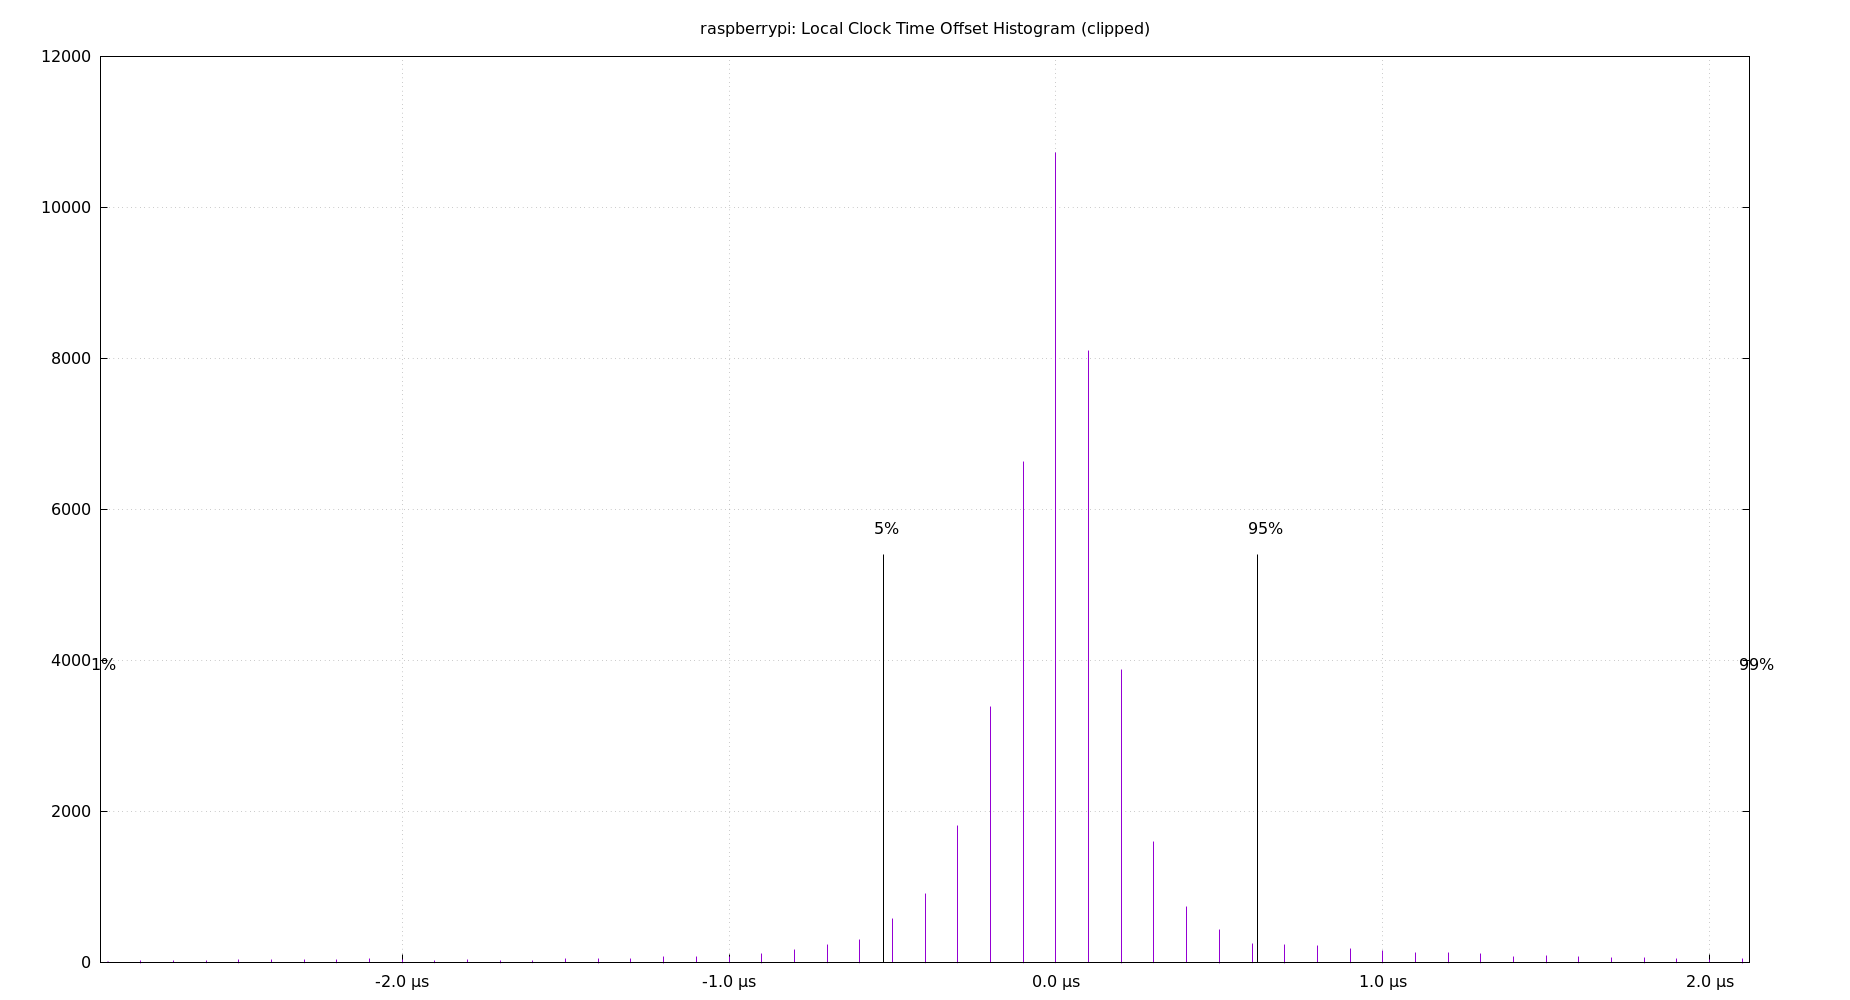 raspberrypi: Local Clock Time Offset Histogram (clipped)
12000
10000
8000
6000
5%
95%
4000
1%
99%
2000
0
-2.0 µs
-1.0 µs
0.0 µs
1.0 µs
2.0 µs